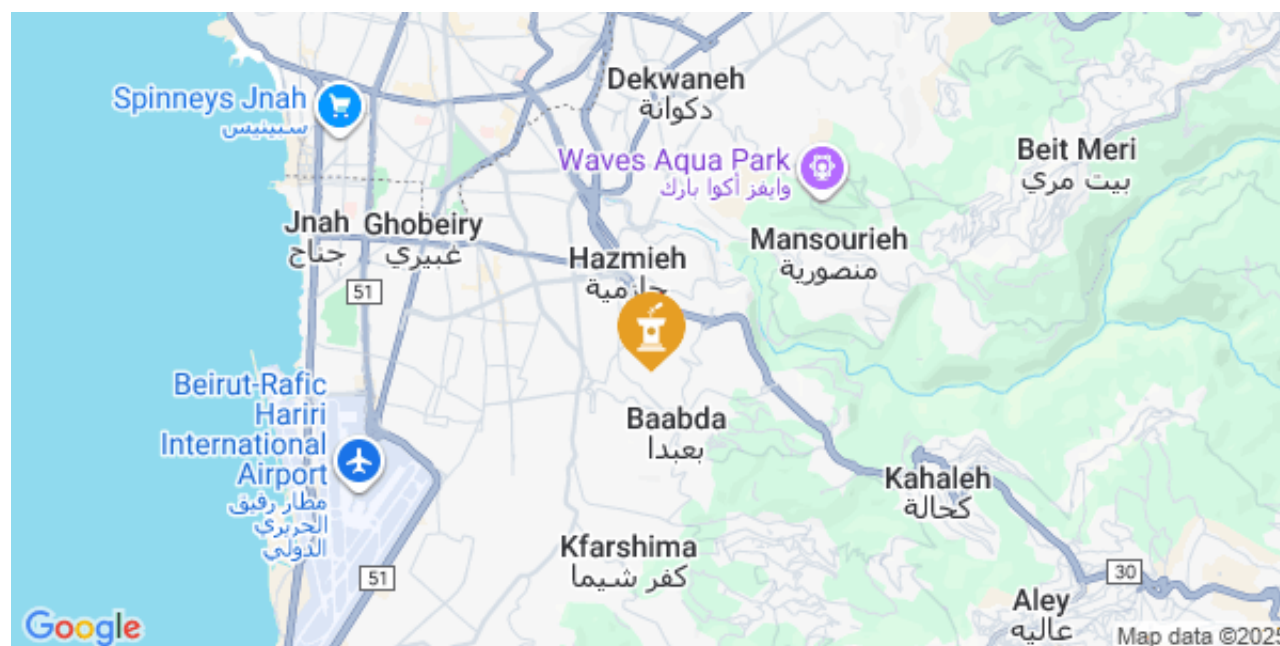 Dekwaneh
دكوانة
Spinneys Jnah
سبينيس
Waves Aqua Park
وايفز أكوا بارك
Beit Meri
بيت مري
Jnah
جناح
Ghobeiry
غبيري
Mansourieh
منصورية
Hazmieh
حازمية
51
Beirut-Rafic
Hariri
International
Airport
مطار رفيق
الحريري
الدولي
Baabda
بعبدا
Kahaleh
كحالة
Kfarshima
كفر شيما
51
30
Aley
عاليه
Google
Map data ©2025